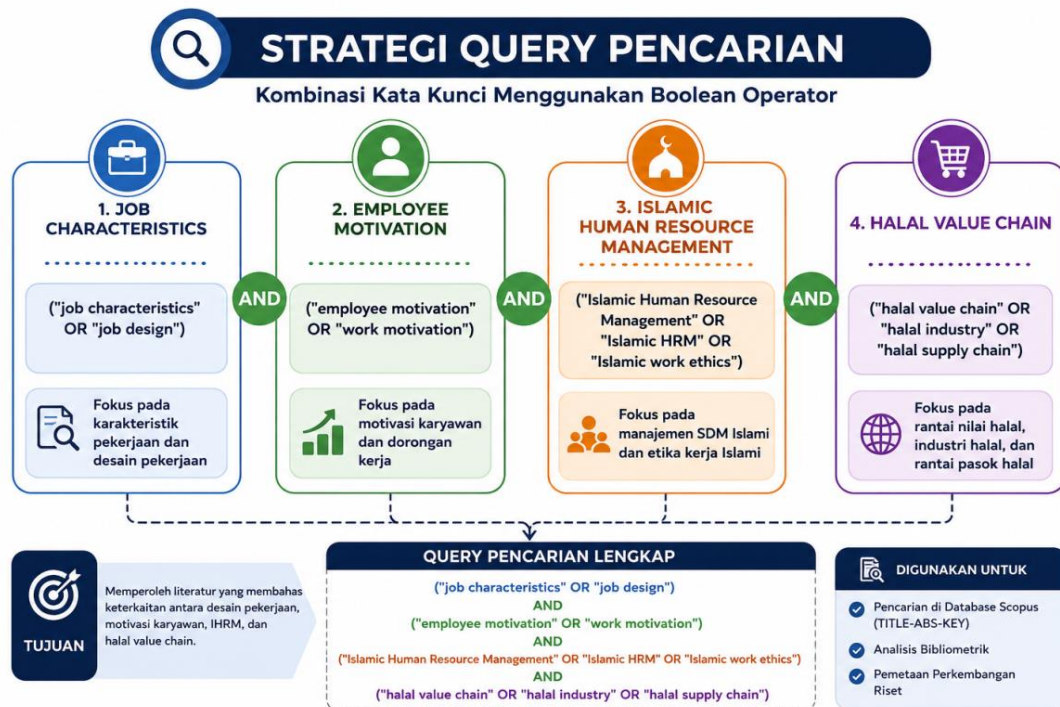 STRATEGI QUERY PENCARIAN
Kombinasi Kata Kunci Menggunakan Boolean Operator
1. JOB
CHARACTERISTICS
("job characteristics"
OR "job design")
Fokus pada
karakteristik
pekerjaan dan
desain pekerjaan
AND
2. EMPLOYEE
MOTIVATION
("employee motivation"
OR "work motivation")
Fokus pada
motivasi karyawan
dan dorongan
kerja
AND
3. ISLAMIC
HUMAN RESOURCE
MANAGEMENT
("Islamic Human Resource
Management" OR
"Islamic HRM" OR
"Islamic work ethics")
Fokus pada
manajemen SDM Islami
dan etika kerja Islami
AND
4. HALAL VALUE CHAIN
("halal value chain" OR
"halal industry" OR
"halal supply chain")
Fokus pada
rantai nilai halal,
industri halal, dan
rantai pasok halal
TUJUAN
Memperoleh literatur yang membahas
keterkaitan antara desain pekerjaan,
motivasi karyawan, IHRM, dan
halal value chain.
QUERY PENCARIAN LENGKAP
("job characteristics" OR "job design")
AND
("employee motivation" OR "work motivation")
AND
("Islamic Human Resource Management" OR "Islamic HRM" OR "Islamic work ethics")
AND
("halal value chain" OR "halal industry" OR "halal supply chain")
DIGUNAKAN UNTUK
Pencarian di Database Scopus
(TITLE-ABS-KEY)
Analisis Bibliometrik
Pemetaan Perkembangan
Riset